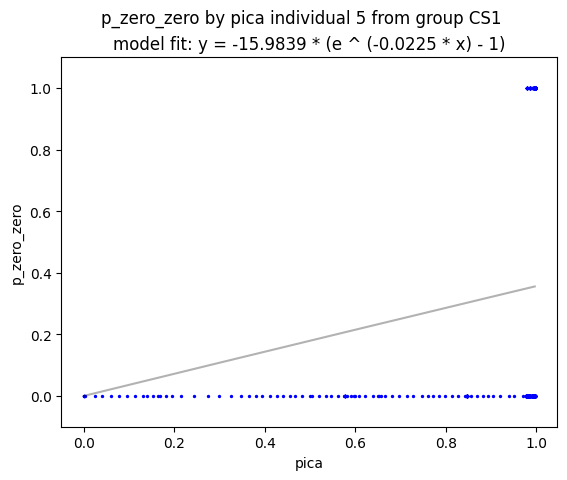 p_zero_zero by pica individual 5 from group CS1
model fit: y = -15.9839 * (e ^ (-0.0225 * x) - 1)
1.0
0.8
0.6
0.4
0.2
0.0
p_zero_zero
0.0 0.2 0.4 0.6 0.8 1.0
pica